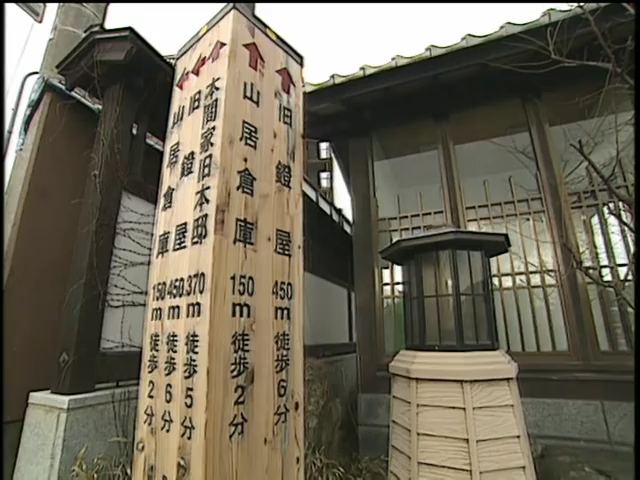 旧鐙屋 450m 徒歩6分
山居倉庫 150m 徒歩2分
本間家旧本邸 370m 徒歩5分
旧鐙屋 450m 徒歩6分
山居倉庫 150m 徒歩2分